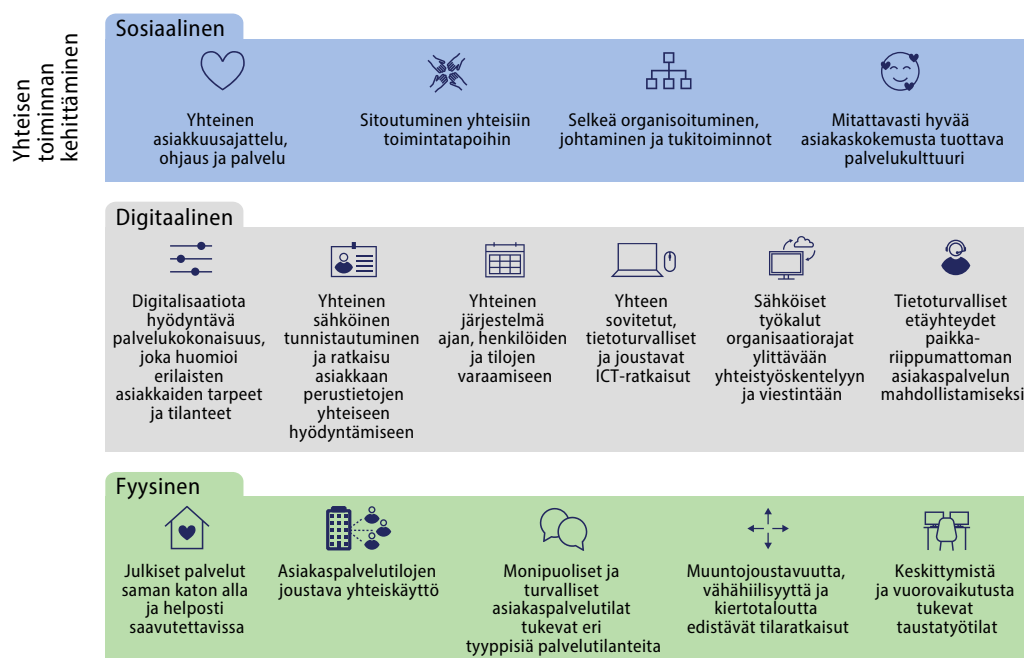 Yhteisen
toiminnan
kehittäminen
Sosiaalinen
Yhteinen
asiakkuusajattelu,
ohjaus ja palvelu
Sitoutuminen yhteisiin
toimintatapoihin
Selkeä organisoituminen,
johtaminen ja tukitoiminnot
Mitattavasti hyvää
asiakaskokemusta tuottava
palvelukulttuuri
Digitaalinen
Digitalisaatiota
hyödyntävä
palvelukokonaisuus,
joka huomioi
erilaisten
asiakkaiden tarpeet
ja tilanteet
Yhteinen
sähköinen
tunnistautuminen
ja ratkaisu
asiakkaan
perustietojen
yhteiseen
hyödyntämiseen
Yhteinen
järjestelmä
ajan, henkilöiden
ja tilojen
varaamiseen
Yhteen
sovitetut,
tietoturvalliset
ja joustavat
ICT-ratkaisut
Sähköiset
työkalut
organisaatiorajat
ylittävään
yhteistyöskentelyyn
ja viestintään
Tietoturvalliset
etäyhteydet
paikka-
riippumattoman
asiakaspalvelun
mahdollistamiseksi
Fyysinen
Julkiset palvelut
saman katon alla
ja helposti
saavutettavissa
Asiakaspalvelutilojen
joustava yhteiskäyttö
Monipuoliset ja
turvalliset
asiakaspalvelutilat
tukevat eri
tyyppisiä palvelutilanteita
Muuntojoustavuutta,
vähähiilisyyttä ja
kiertotaloutta
edistävät tilaratkaisut
Keskittymistä
ja vuorovaikutusta
tukevat
taustatyötilat